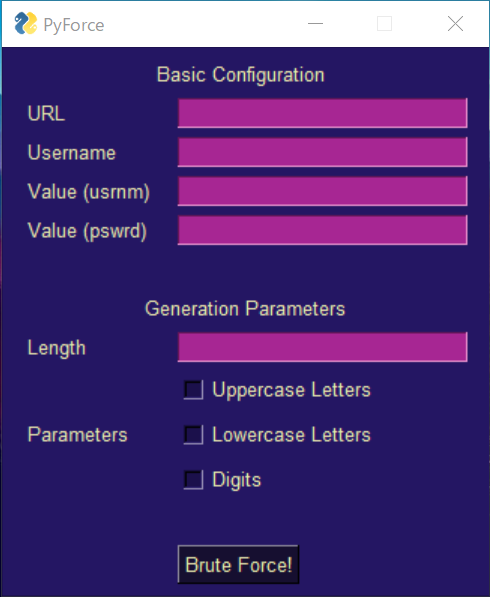 PyForce
Basic Configuration
URL
Username
Value (usrnm)
Value (pswrd)
Generation Parameters
Length
Uppercase Letters
Parameters
Lowercase Letters
Digits
Brute Force!